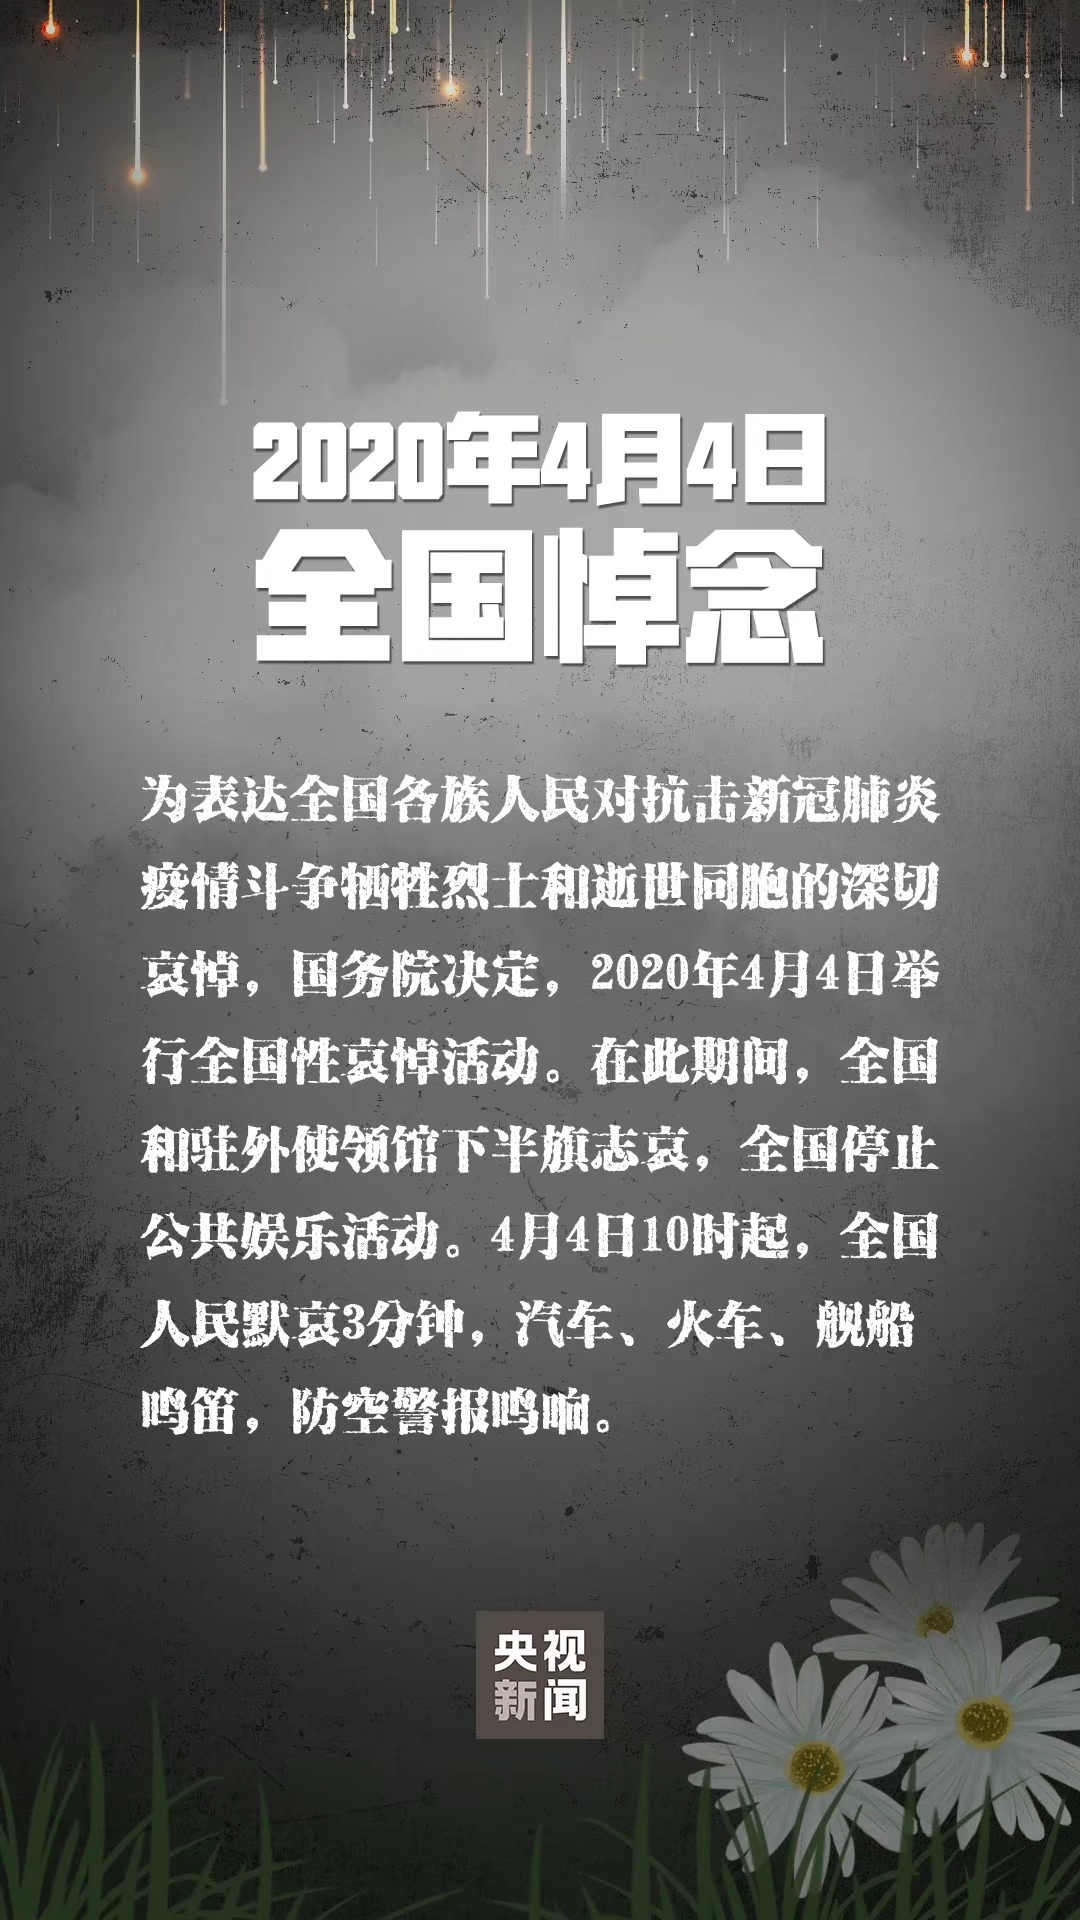 2020年4月4日
全国悼念
为表达全国各族人民对抗击新冠肺炎
疫情斗争牺牲烈士和逝世同胞的深切
哀悼，国务院决定，2020年4月4日举
行全国性哀悼活动。在此期间，全国
和驻外使领馆下半旗志哀，全国停止
公共娱乐活动。4月4日10时起，全国
人民默哀3分钟，汽车、火车、舰船
鸣笛，防空警报鸣响。
央视
新闻